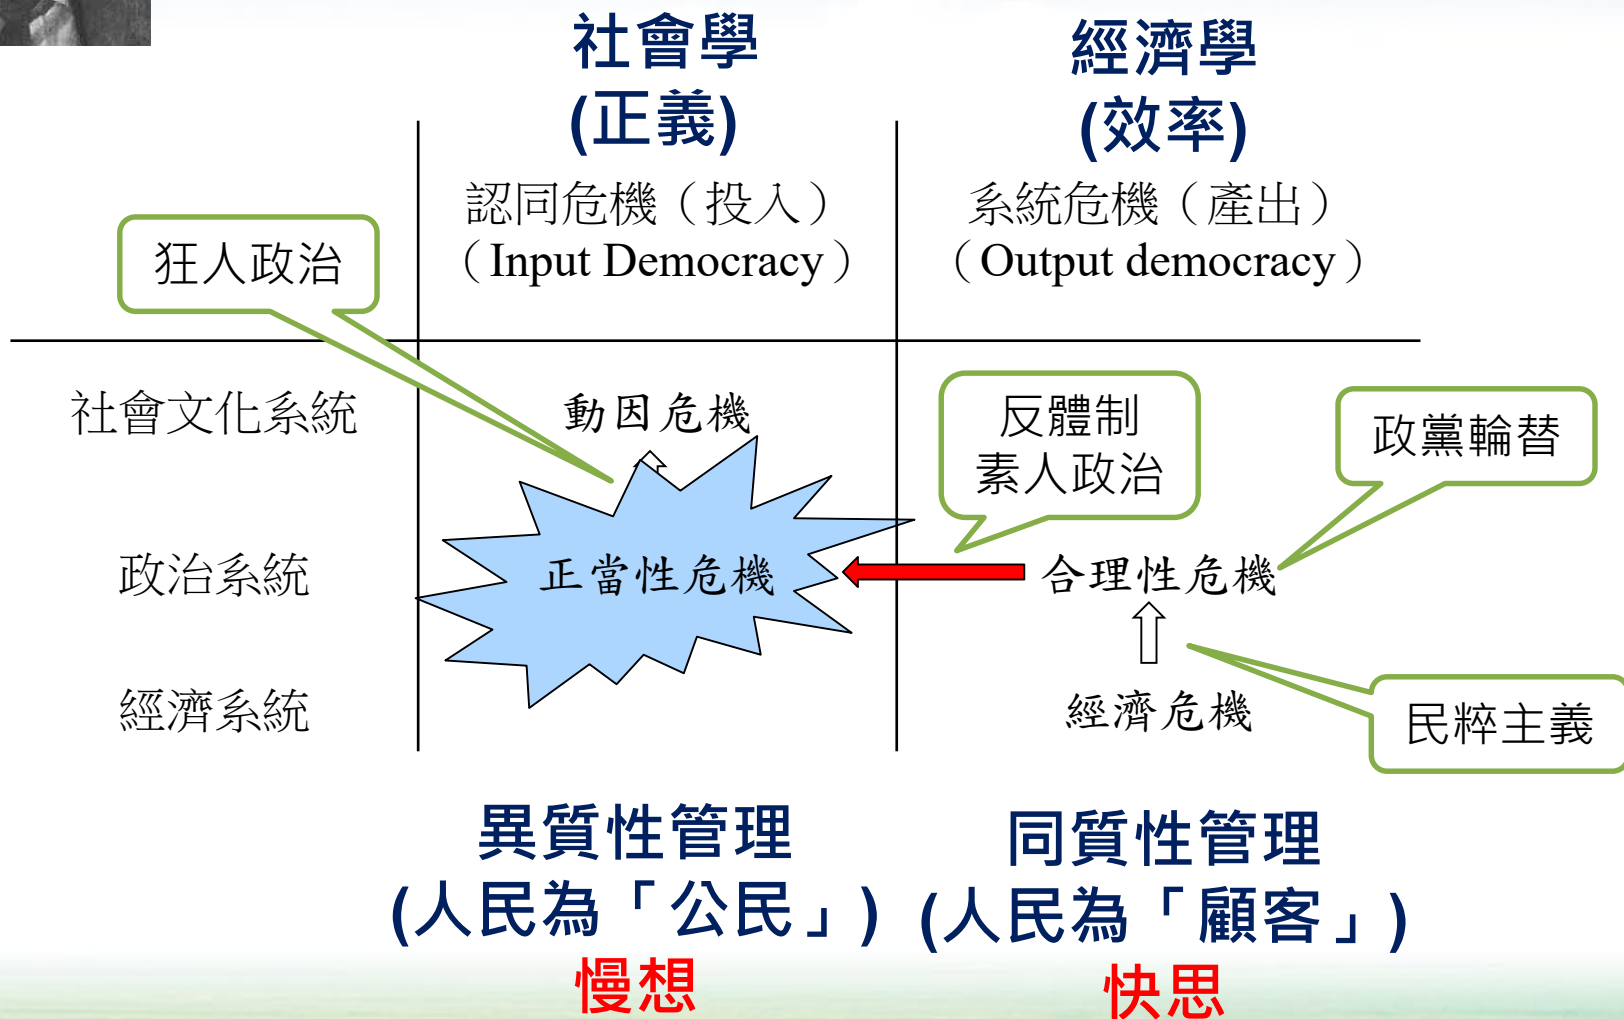 社會學
(正義)
經濟學
(效率)
認同危機（投入）
（Input Democracy）
系統危機（產出）
（Output democracy）
狂人政治
社會文化系統
動因危機
反體制
素人政治
政黨輪替
政治系統
正當性危機
合理性危機
經濟系統
經濟危機
民粹主義
異質性管理
(人民為「公民」)
慢想
同質性管理
(人民為「顧客」)
快思